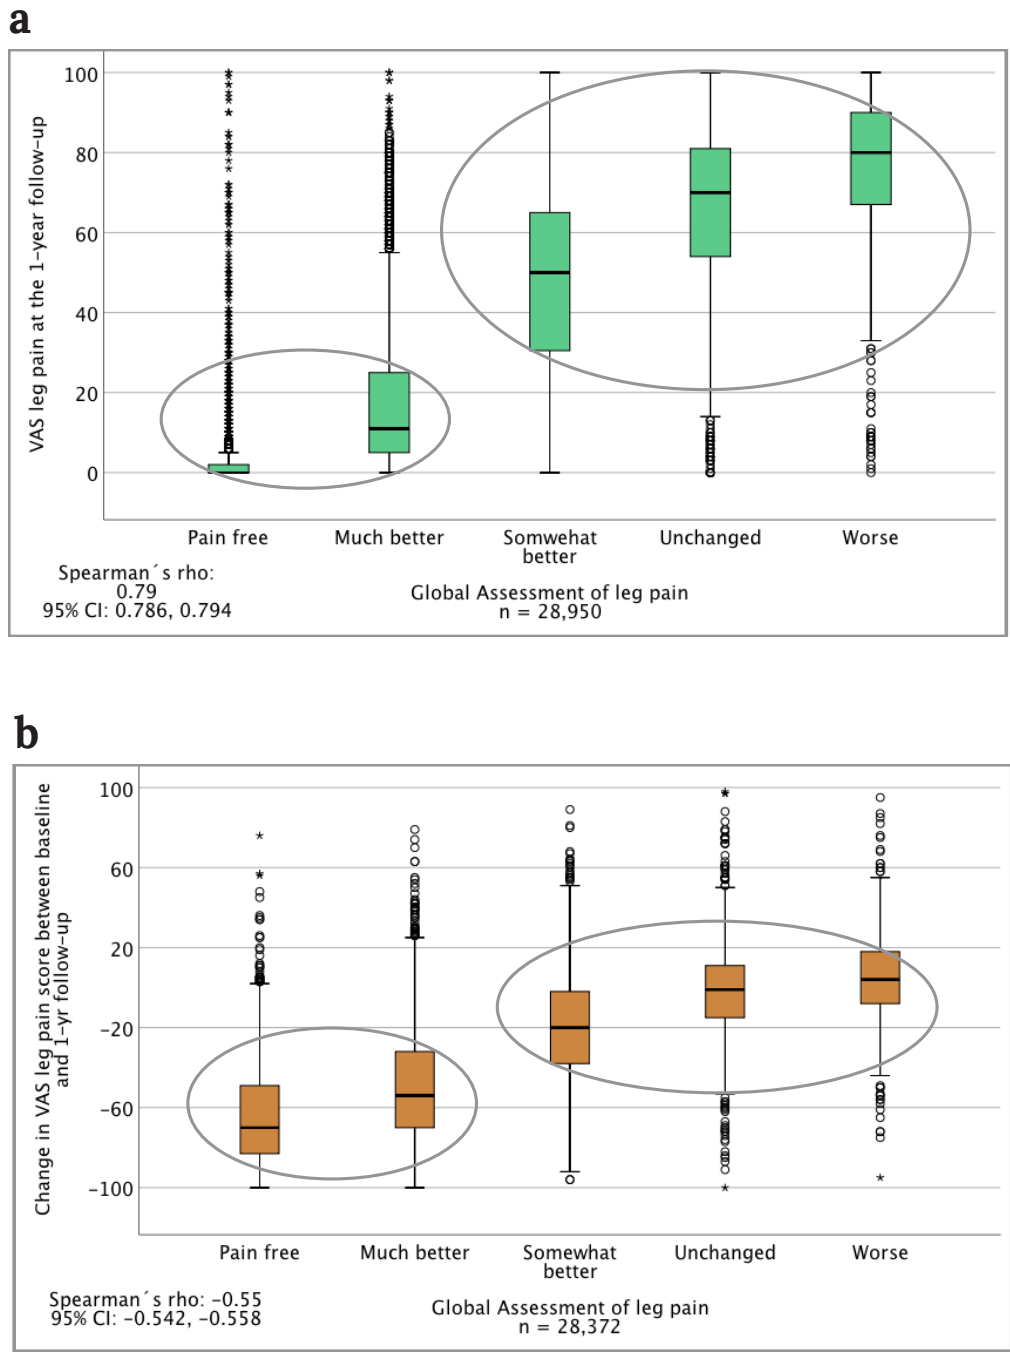 a
VAS leg pain at the 1-year follow-up
100
80
60
40
20
0
Pain free
Much better
Somwehat
better
Unchanged
Worse
Spearman´s rho:
0.79
95% CI: 0.786, 0.794
Global Assessment of leg pain
n = 28,950
b
Change in VAS leg pain score between baseline
and 1-yr follow-up
100
60
20
-20
-60
-100
Pain free
Much better
Somewhat
better
Unchanged
Worse
Spearman´s rho: -0.55
95% CI: -0.542, -0.558
Global Assessment of leg pain
n = 28,372